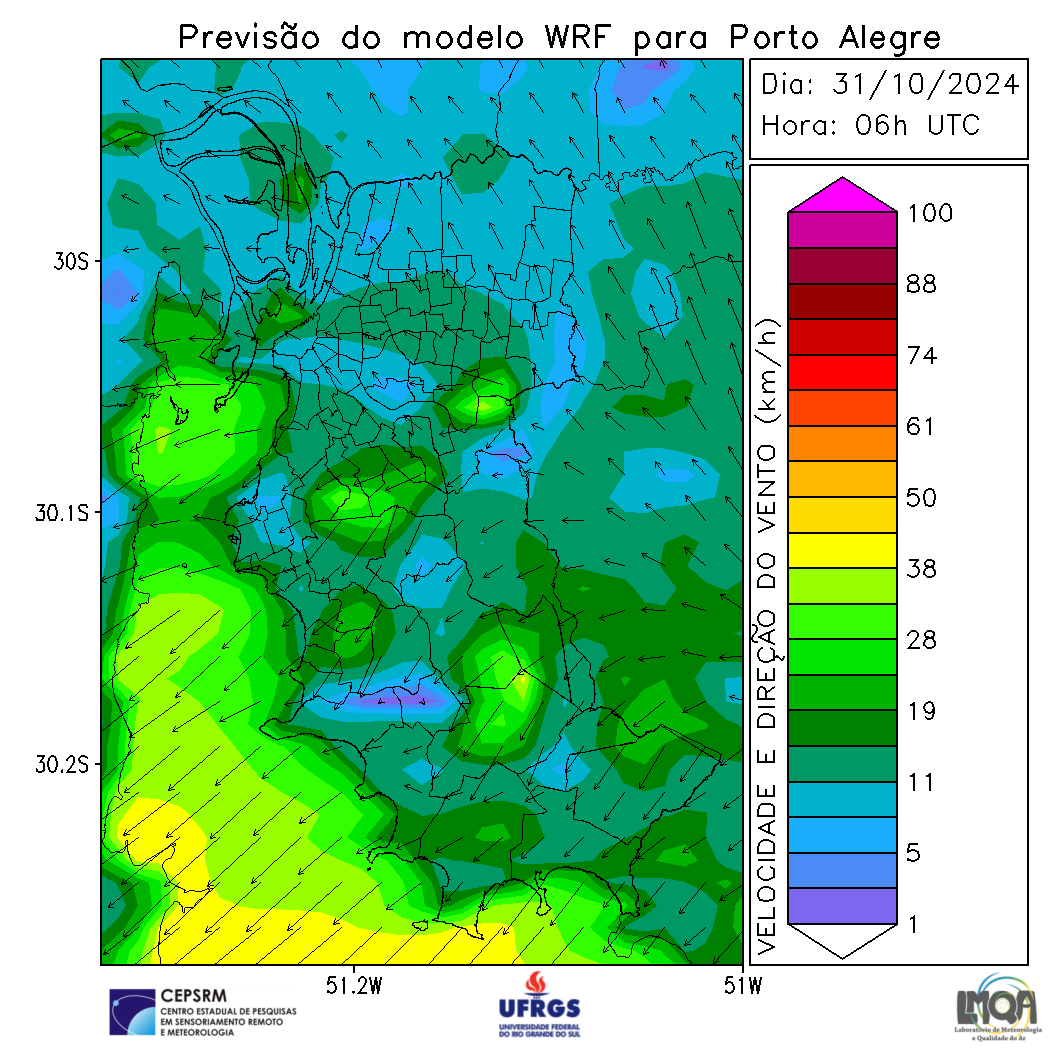 Previsão do modelo WRF para Porto Alegre
Dia: 31/10/2024
Hora: 06h UTC
30S
30.1S
30.2S
51.2W
51W
VELOCIDADE E DIREÇÃO DO VENTO (km/h)
100
88
74
61
50
38
28
19
11
5
1
CEPSRM
CENTRO ESTADUAL DE PESQUISAS
EM SENSORIAMENTO REMOTO
E METEOROLOGIA
UFRGS
UNIVERSIDADE FEDERAL
DO RIO GRANDE DO SUL
LMQA
Laboratório de Meteorologia
e Qualidade do Ar